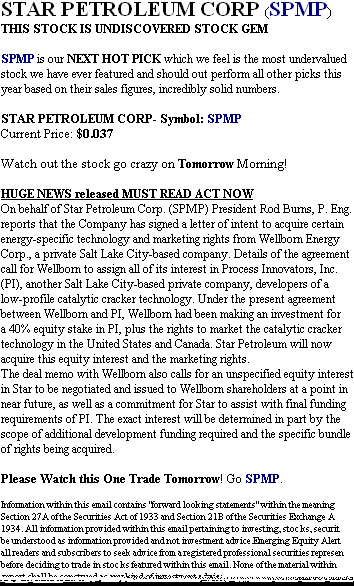 STAR PETROLEUM CORP (SPMP)
THIS STOCK IS UNDISCOVERED STOCK GEM
SPMP is our NEXT HOT PICK which we feel is the most undervalued
stock we have ever featured and should out perform all other picks this
year based on their sales figures, incredibly solid numbers.
STAR PETROLEUM CORP- Symbol: SPMP
Current Price: $0.037
Watch out the stock go crazy on Tomorrow Morning!
HUGE NEWS released MUST READ ACT NOW
On behalf of Star Petroleum Corp. (SPMP) President Rod Burns, P. Eng.
reports that the Company has signed a letter of intent to acquire certain
energy-specific technology and marketing rights from Wellborn Energy
Corp., a private Salt Lake City-based company. Details of the agreement
call for Wellborn to assign all of its interest in Process Innovators, Inc.
(PI), another Salt Lake City-based private company, developers of a
low-profile catalytic cracker technology. Under the present agreement
between Wellborn and PI, Wellborn had been making an investment for
a 40% equity stake in PI, plus the rights to market the catalytic cracker
technology in the United States and Canada. Star Petroleum will now
acquire this equity interest and the marketing rights.
The deal memo with Wellborn also calls for an unspecified equity interest
in Star to be negotiated and issued to Wellborn shareholders at a point in
near future, as well as a commitment for Star to assist with final funding
requirements of PI. The exact interest will be determined in part by the
scope of additional development funding required and the specific bundle
of rights being acquired.
Please Watch this One Trade Tomorrow! Go SPMP.
Information within this email contains "forward looking statements" within the meaning
Section 27A of the Securities Act of 1933 and Section 21B of the Securities Exchange A
1934. All information provided within this email pertaining to investing, stocks, securit
be understood as information provided and not investment advice Emerging Equity Alert
all readers and subscribers to seek advice from a registered professional securities represen
before deciding to trade in stocks featured within this email. None of the material within